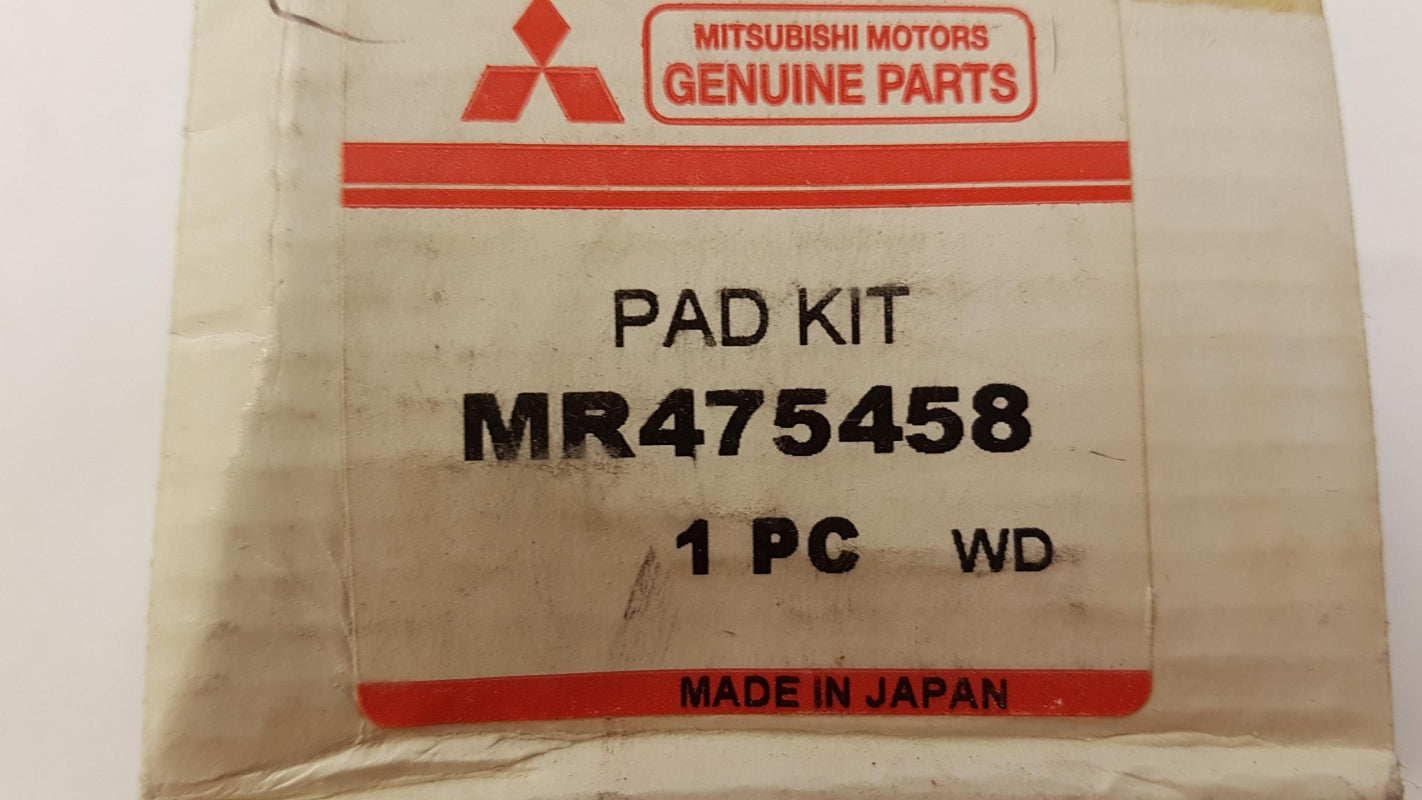 MITSUBISHI MOTORS
GENUINE PARTS
PAD KIT
MR475458
1 PC WD
MADE IN JAPAN